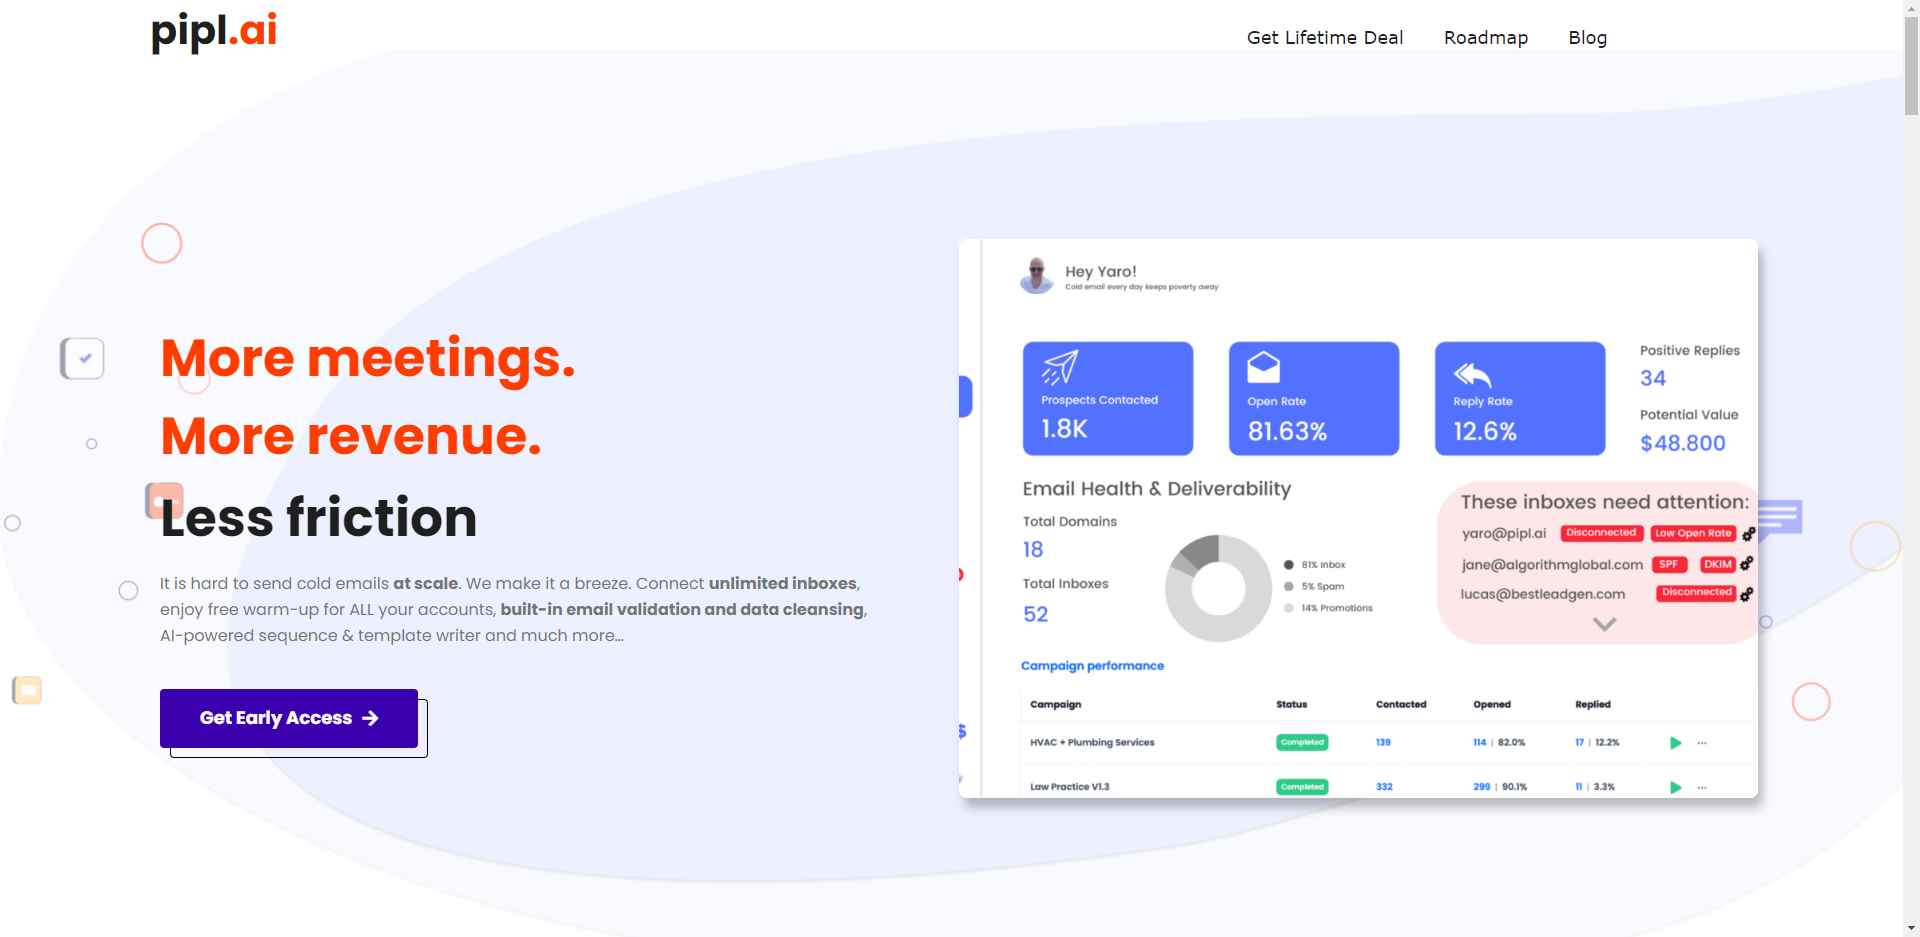 pipl.ai
Get Lifetime Deal
Roadmap
Blog
More meetings.
More revenue.
Less friction
It is hard to send cold emails at scale. We make it a breeze. Connect unlimited inboxes,
enjoy free warm-up for ALL your accounts, built-in email validation and data cleansing,
AI-powered sequence & template writer and much more...
Get Early Access
Hey Yaro!
Cold email every day keeps poverty away
Prospects Contacted
1.8K
Open Rate
81.63%
Reply Rate
12.6%
Positive Replies
34
Potential Value
$48.800
Email Health & Deliverability
Total Domains
18
Total Inboxes
52
81% Inbox
5% Spam
14% Promotions
These inboxes need attention:
yaro@pipl.ai Disconnected Low Open Rate
jane@algorithmglobal.com SPF DKIM
lucas@bestleadgen.com Disconnected
$
Campaign performance
Campaign Status Contacted Opened Replied
HVAC + Plumbing Services Completed 139 114 | 82.0% 17 | 12.2% ...
Law Practice V1.3 Completed 332 299 | 90.1% 11 | 3.3% ...